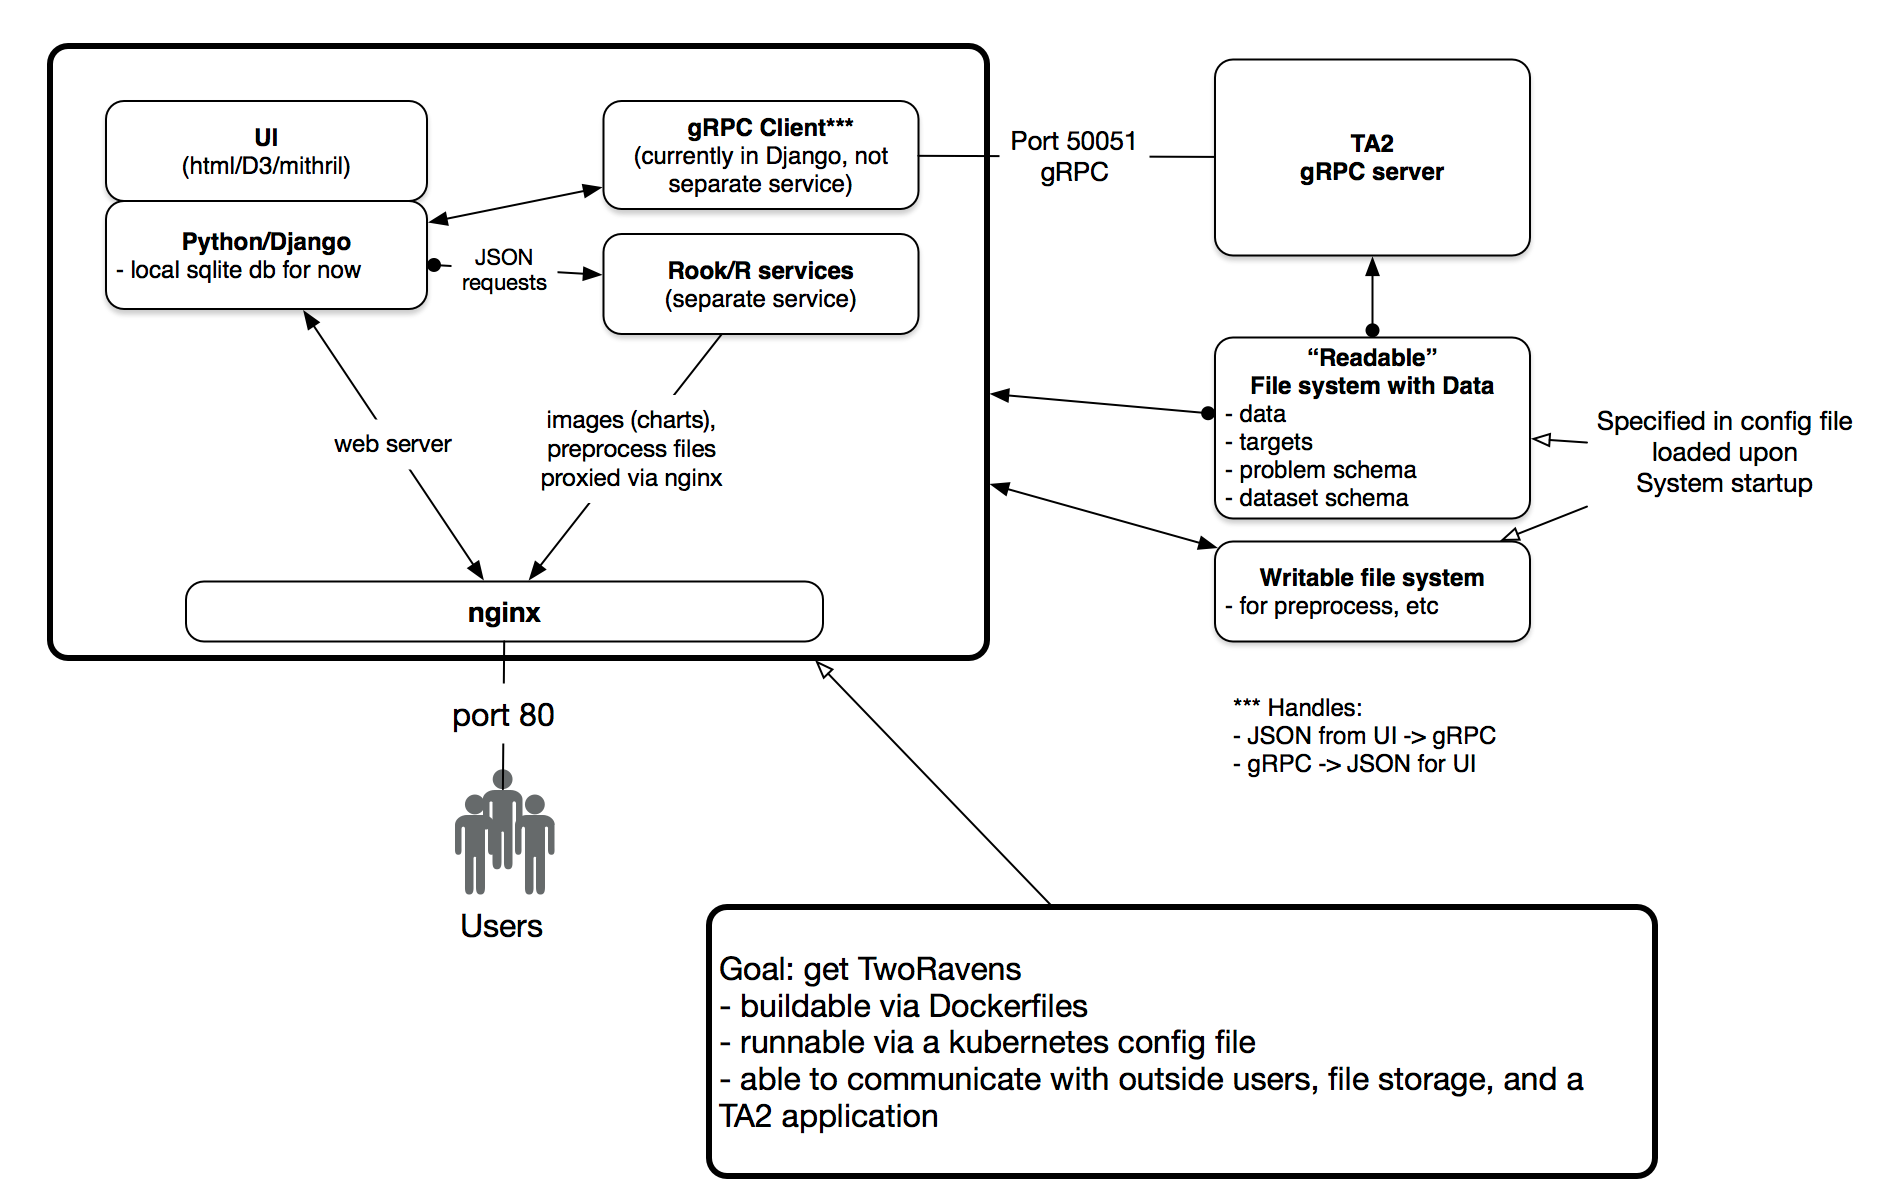 UI
(html/D3/mithril)
Python/Django
- local sqlite db for now
gRPC Client***
(currently in Django, not
separate service)
JSON
requests
Rook/R services
(separate service)
web server
images (charts),
preprocess files
proxied via nginx
nginx
port 80
Users
Port 50051
gRPC
TA2
gRPC server
“Readable”
File system with Data
- data
- targets
- problem schema
- dataset schema
Specified in config file
loaded upon
System startup
Writable file system
- for preprocess, etc
*** Handles:
- JSON from UI -> gRPC
- gRPC -> JSON for UI
Goal: get TwoRavens
- buildable via Dockerfiles
- runnable via a kubernetes config file
- able to communicate with outside users, file storage, and a
TA2 application